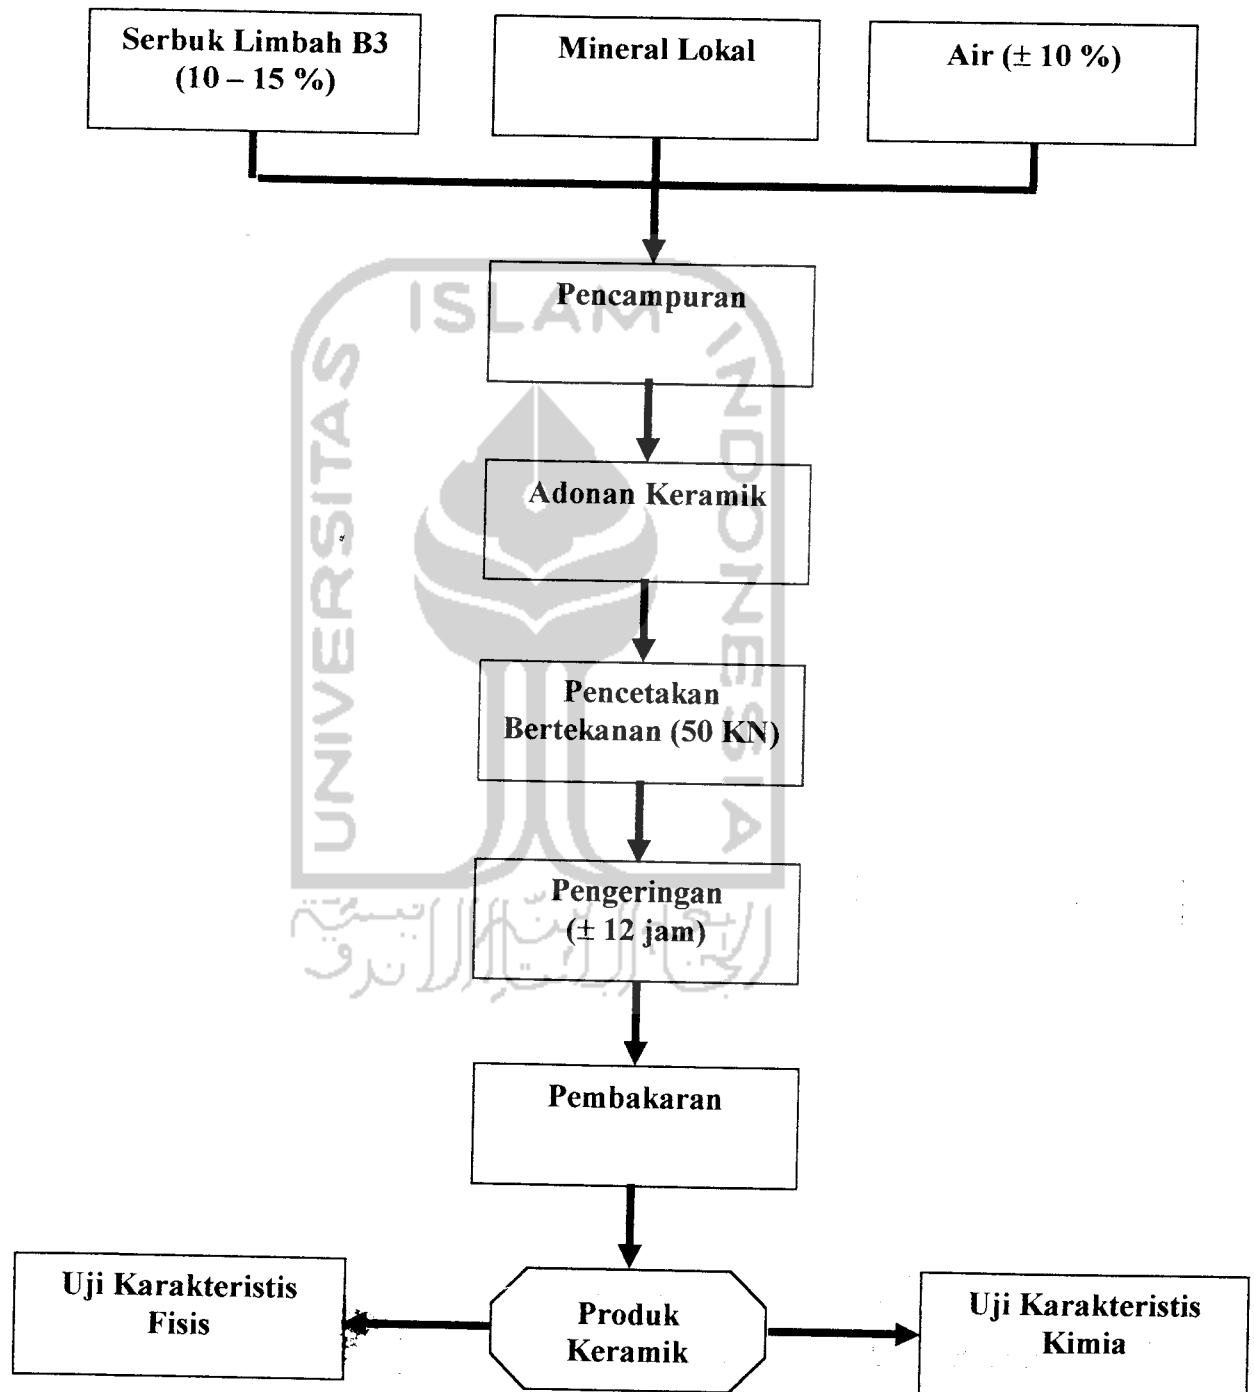 Serbuk Limbah B3
(10 – 15 %)
Mineral Lokal
Air (± 10 %)
Pencampuran
Adonan Keramik
Pencetakan
Bertekanan (50 KN)
Pengeringan
(± 12 jam)
Pembakaran
Uji Karakteristis
Fisis
Produk
Keramik
Uji Karakteristis
Kimia
UNIVERSITAS
ISLAM
INDONESIA